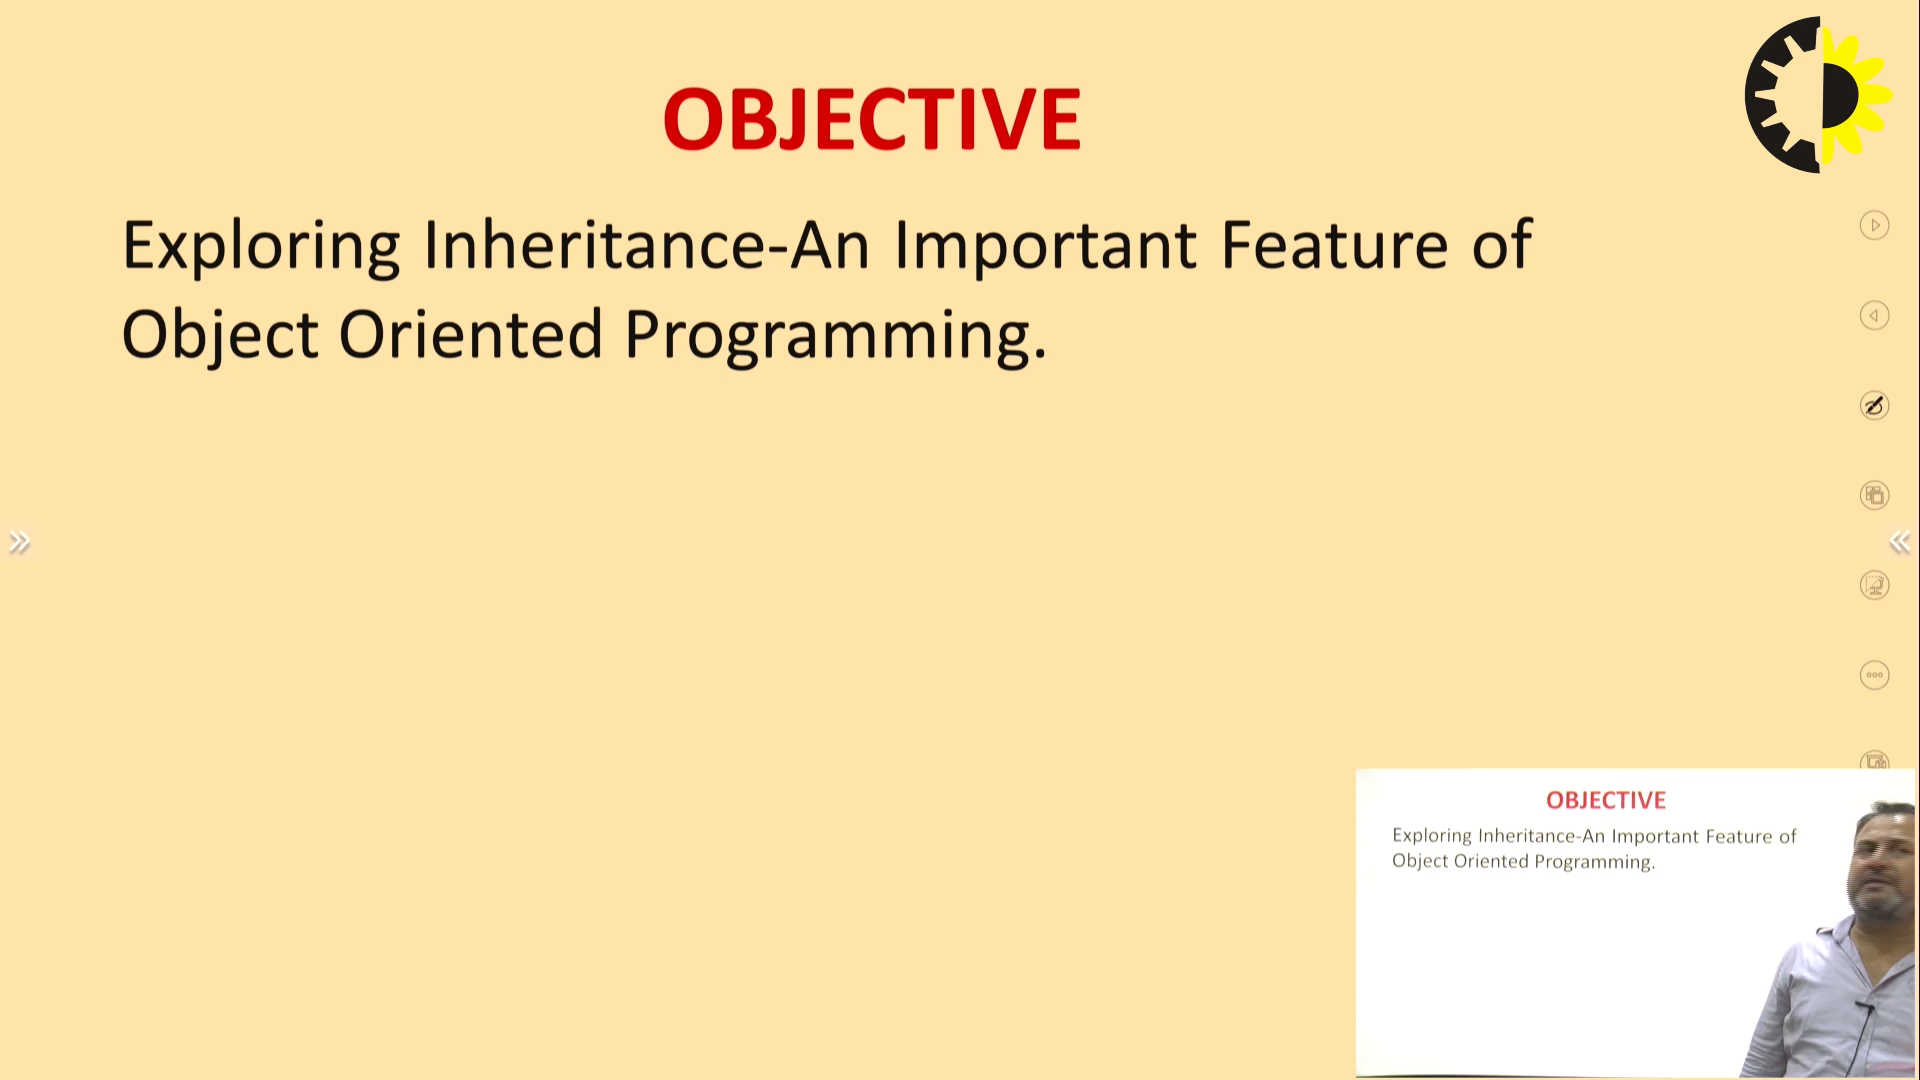 OBJECTIVE
Exploring Inheritance-An Important Feature of
Object Oriented Programming.
OBJECTIVE
Exploring Inheritance-An Important Feature of
Object Oriented Programming.